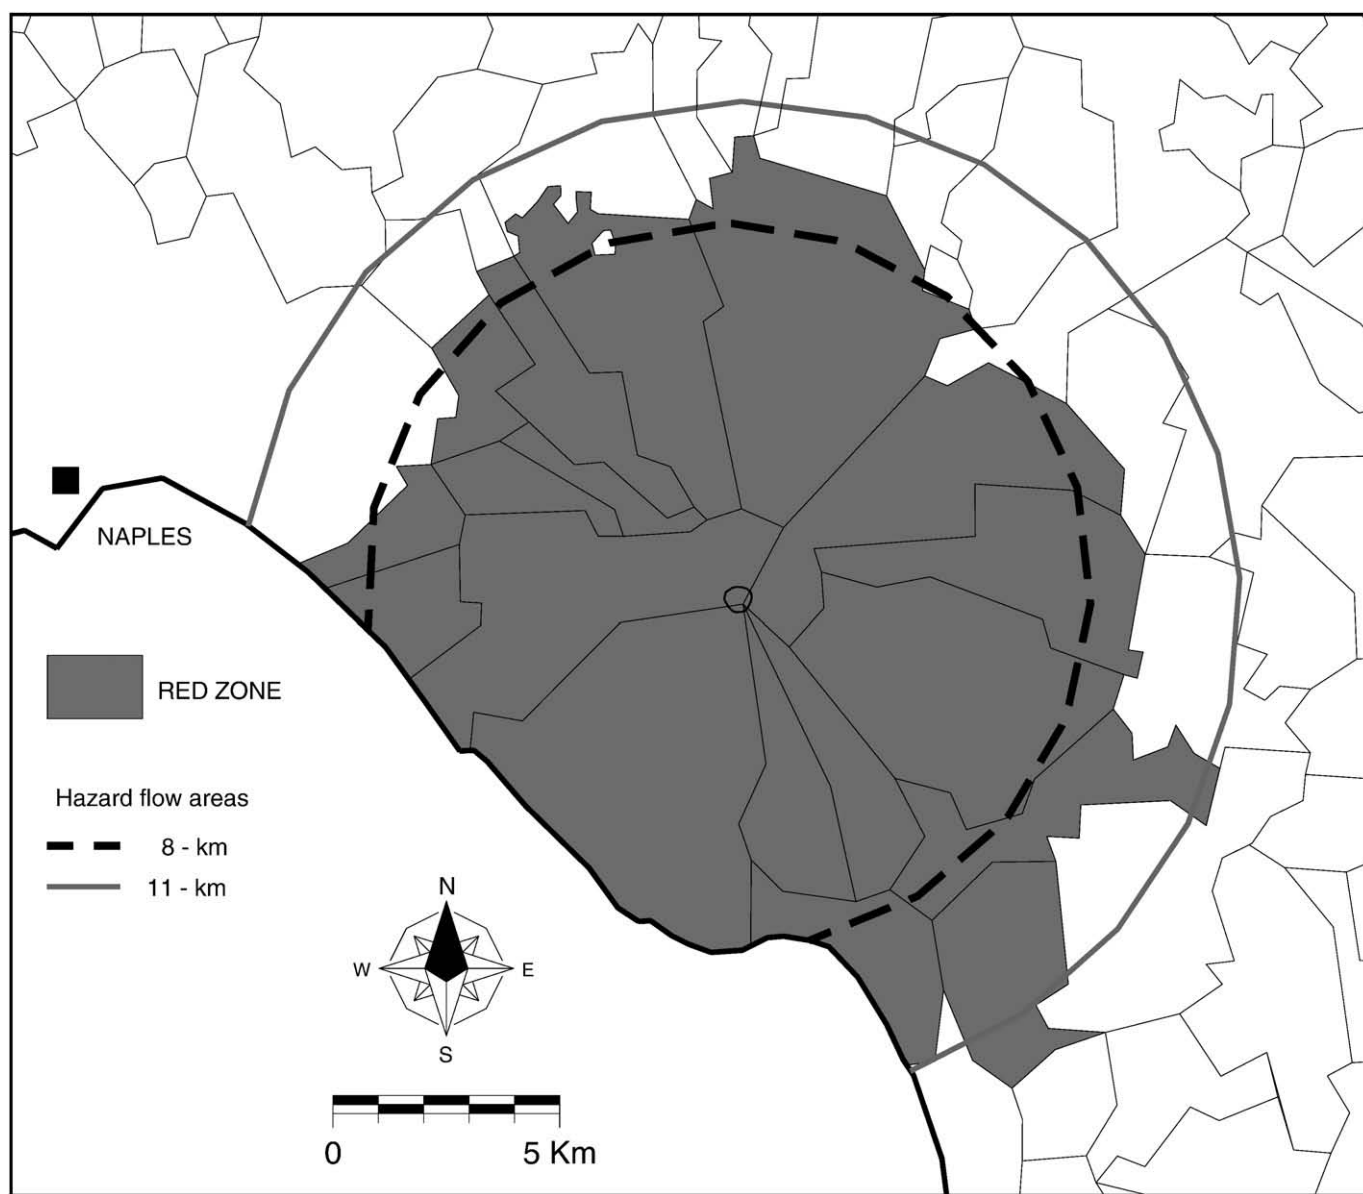 NAPLES
RED ZONE
Hazard flow areas
8 - km
11 - km
N
W
E
S
0
5 Km